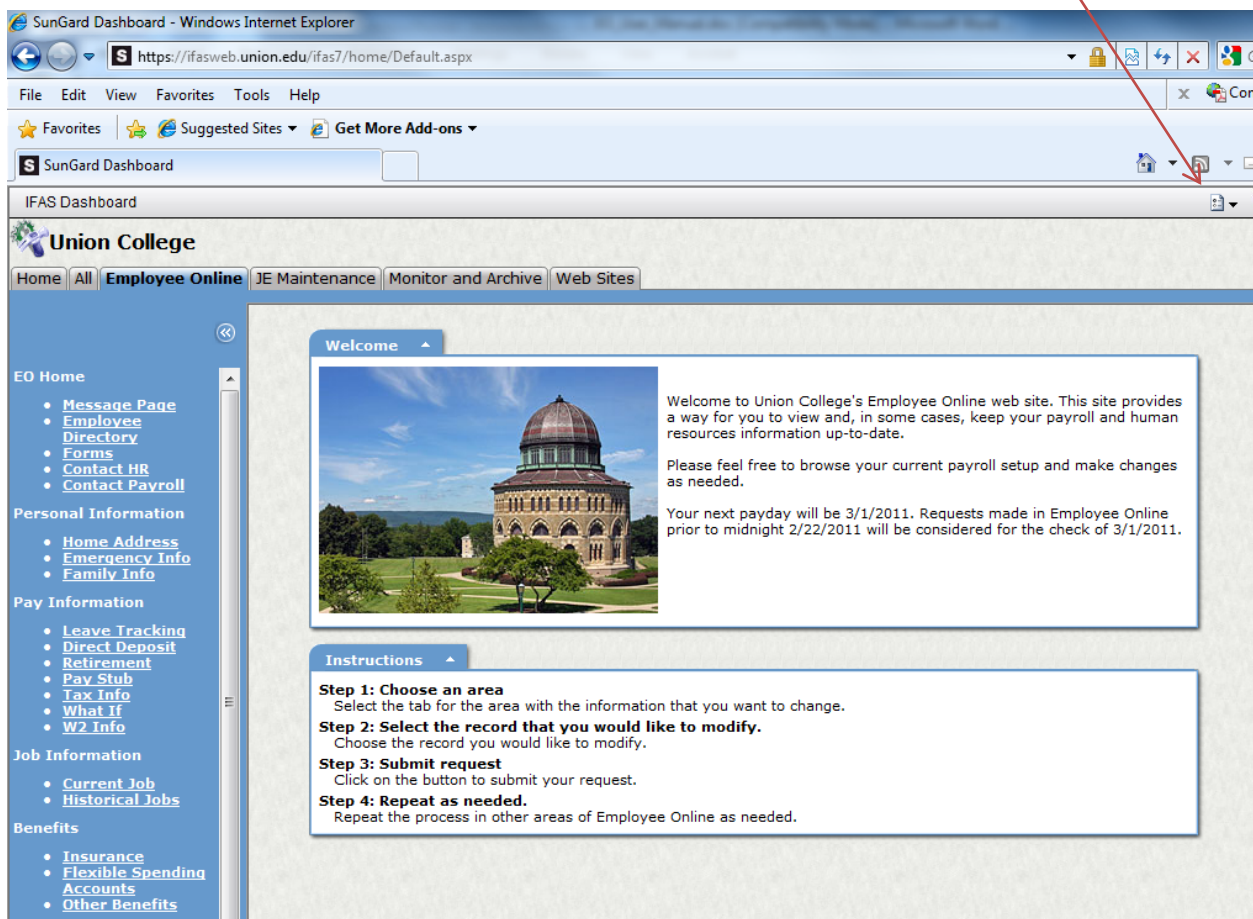 SunGard Dashboard - Windows Internet Explorer
https://ifasweb.union.edu/ifas7/home/Default.aspx
File Edit View Favorites Tools Help
x Con
Favorites Suggested Sites Get More Add-ons
S SunGard Dashboard
IFAS Dashboard
Union College
Home All Employee Online JE Maintenance Monitor and Archive Web Sites
EO Home
• Message Page
• Employee
Directory
• Forms
• Contact HR
• Contact Payroll
Personal Information
• Home Address
• Emergency Info
• Family Info
Pay Information
• Leave Tracking
• Direct Deposit
• Retirement
• Pay Stub
• Tax Info
• What If
• W2 Info
Job Information
• Current Job
• Historical Jobs
Benefits
• Insurance
• Flexible Spending
Accounts
• Other Benefits
Welcome
Welcome to Union College's Employee Online web site. This site provides
a way for you to view and, in some cases, keep your payroll and human
resources information up-to-date.
Please feel free to browse your current payroll setup and make changes
as needed.
Your next payday will be 3/1/2011. Requests made in Employee Online
prior to midnight 2/22/2011 will be considered for the check of 3/1/2011.
Instructions
Step 1: Choose an area
Select the tab for the area with the information that you want to change.
Step 2: Select the record that you would like to modify.
Choose the record you would like to modify.
Step 3: Submit request
Click on the button to submit your request.
Step 4: Repeat as needed.
Repeat the process in other areas of Employee Online as needed.